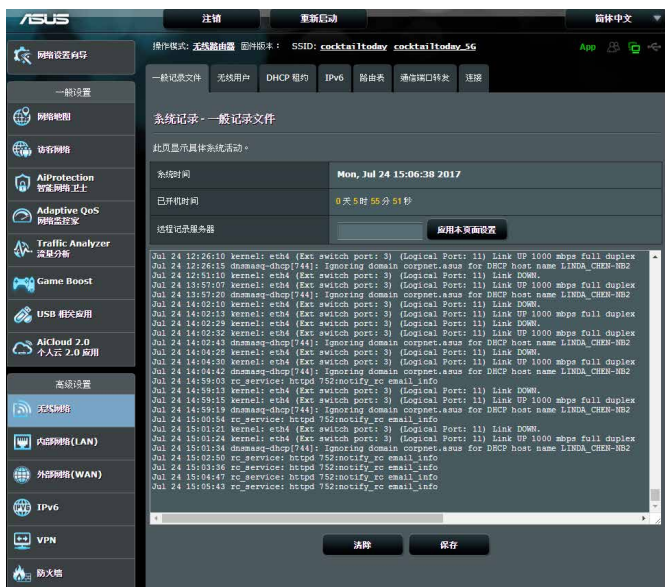 ASUS
注销
重新启动
简体中文
操作模式: 无线路由器 固件版本: SSID: cocktailtoday cocktailtoday_5G
App
网络设置向导
一般设置
网络地图
访客网络
AiProtection
智能网络卫士
Adaptive QoS
网络监控家
Traffic Analyzer
流量分析
Game Boost
USB 相关应用
AiCloud 2.0
个人云 2.0 应用
高级设置
无线网络
内部网络(LAN)
外部网络(WAN)
IPv6
VPN
防火墙
一般记录文件 无线用户 DHCP 租约 IPv6 路由表 通信端口转发 连接
系统记录 - 一般记录文件
此页显示具体系统活动。
系统时间 Mon, Jul 24 15:06:38 2017
已开机时间 0 天 5 时 55 分 51 秒
远程记录服务器 应用本页面设置
Jul 24 12:26:10 kernel: eth4 (Ext switch port: 3) (Logical Port: 11) Link UP 1000 mbps full duplex
Jul 24 12:26:15 dnsmasq-dhcp[744]: Ignoring domain corpnet.asus for DHCP host name LINDA_CHEN-NB2
Jul 24 12:51:10 kernel: eth4 (Ext switch port: 3) (Logical Port: 11) Link DOWN.
Jul 24 13:57:07 kernel: eth4 (Ext switch port: 3) (Logical Port: 11) Link UP 1000 mbps full duplex
Jul 24 13:57:20 dnsmasq-dhcp[744]: Ignoring domain corpnet.asus for DHCP host name LINDA_CHEN-NB2
Jul 24 14:02:10 kernel: eth4 (Ext switch port: 3) (Logical Port: 11) Link DOWN.
Jul 24 14:02:13 kernel: eth4 (Ext switch port: 3) (Logical Port: 11) Link UP 1000 mbps full duplex
Jul 24 14:02:29 kernel: eth4 (Ext switch port: 3) (Logical Port: 11) Link DOWN.
Jul 24 14:02:32 kernel: eth4 (Ext switch port: 3) (Logical Port: 11) Link UP 1000 mbps full duplex
Jul 24 14:02:43 dnsmasq-dhcp[744]: Ignoring domain corpnet.asus for DHCP host name LINDA_CHEN-NB2
Jul 24 14:04:28 kernel: eth4 (Ext switch port: 3) (Logical Port: 11) Link DOWN.
Jul 24 14:04:30 kernel: eth4 (Ext switch port: 3) (Logical Port: 11) Link UP 1000 mbps full duplex
Jul 24 14:04:42 dnsmasq-dhcp[744]: Ignoring domain corpnet.asus for DHCP host name LINDA_CHEN-NB2
Jul 24 14:59:03 rc_service: httpd 752:notify_rc email_info
Jul 24 14:59:13 kernel: eth4 (Ext switch port: 3) (Logical Port: 11) Link DOWN.
Jul 24 14:59:15 kernel: eth4 (Ext switch port: 3) (Logical Port: 11) Link UP 1000 mbps full duplex
Jul 24 14:59:19 dnsmasq-dhcp[744]: Ignoring domain corpnet.asus for DHCP host name LINDA_CHEN-NB2
Jul 24 15:00:54 rc_service: httpd 752:notify_rc email_info
Jul 24 15:01:21 kernel: eth4 (Ext switch port: 3) (Logical Port: 11) Link DOWN.
Jul 24 15:01:24 kernel: eth4 (Ext switch port: 3) (Logical Port: 11) Link UP 1000 mbps full duplex
Jul 24 15:01:34 dnsmasq-dhcp[744]: Ignoring domain corpnet.asus for DHCP host name LINDA_CHEN-NB2
Jul 24 15:02:50 rc_service: httpd 752:notify_rc email_info
Jul 24 15:03:36 rc_service: httpd 752:notify_rc email_info
Jul 24 15:04:47 rc_service: httpd 752:notify_rc email_info
Jul 24 15:05:43 rc_service: httpd 752:notify_rc email_info
清除
保存